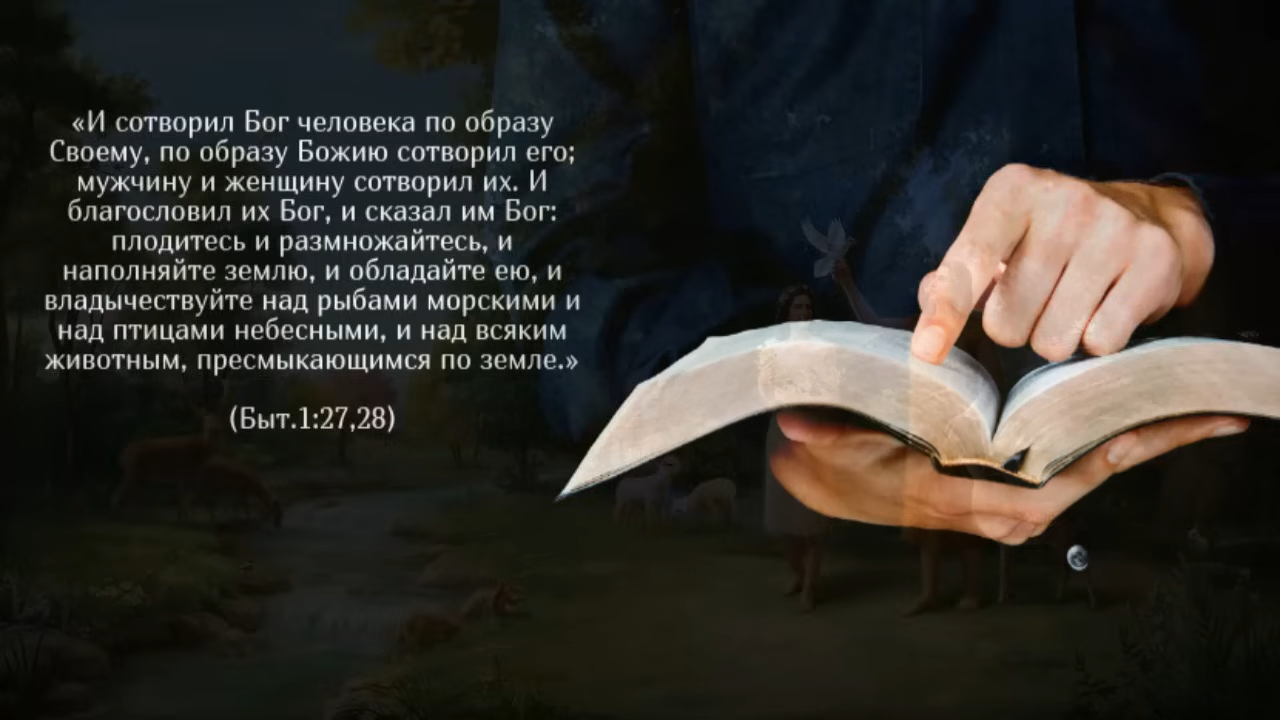 «И сотворил Бог человека по образу
Своему, по образу Божию сотворил его;
мужчину и женщину сотворил их. И
благословил их Бог, и сказал им Бог:
плодитесь и размножайтесь, и
наполняйте землю, и обладайте ею, и
владычествуйте над рыбами морскими и
над птицами небесными, и над всяким
животным, пресмыкающимся по земле.»
(Быт.1:27,28)